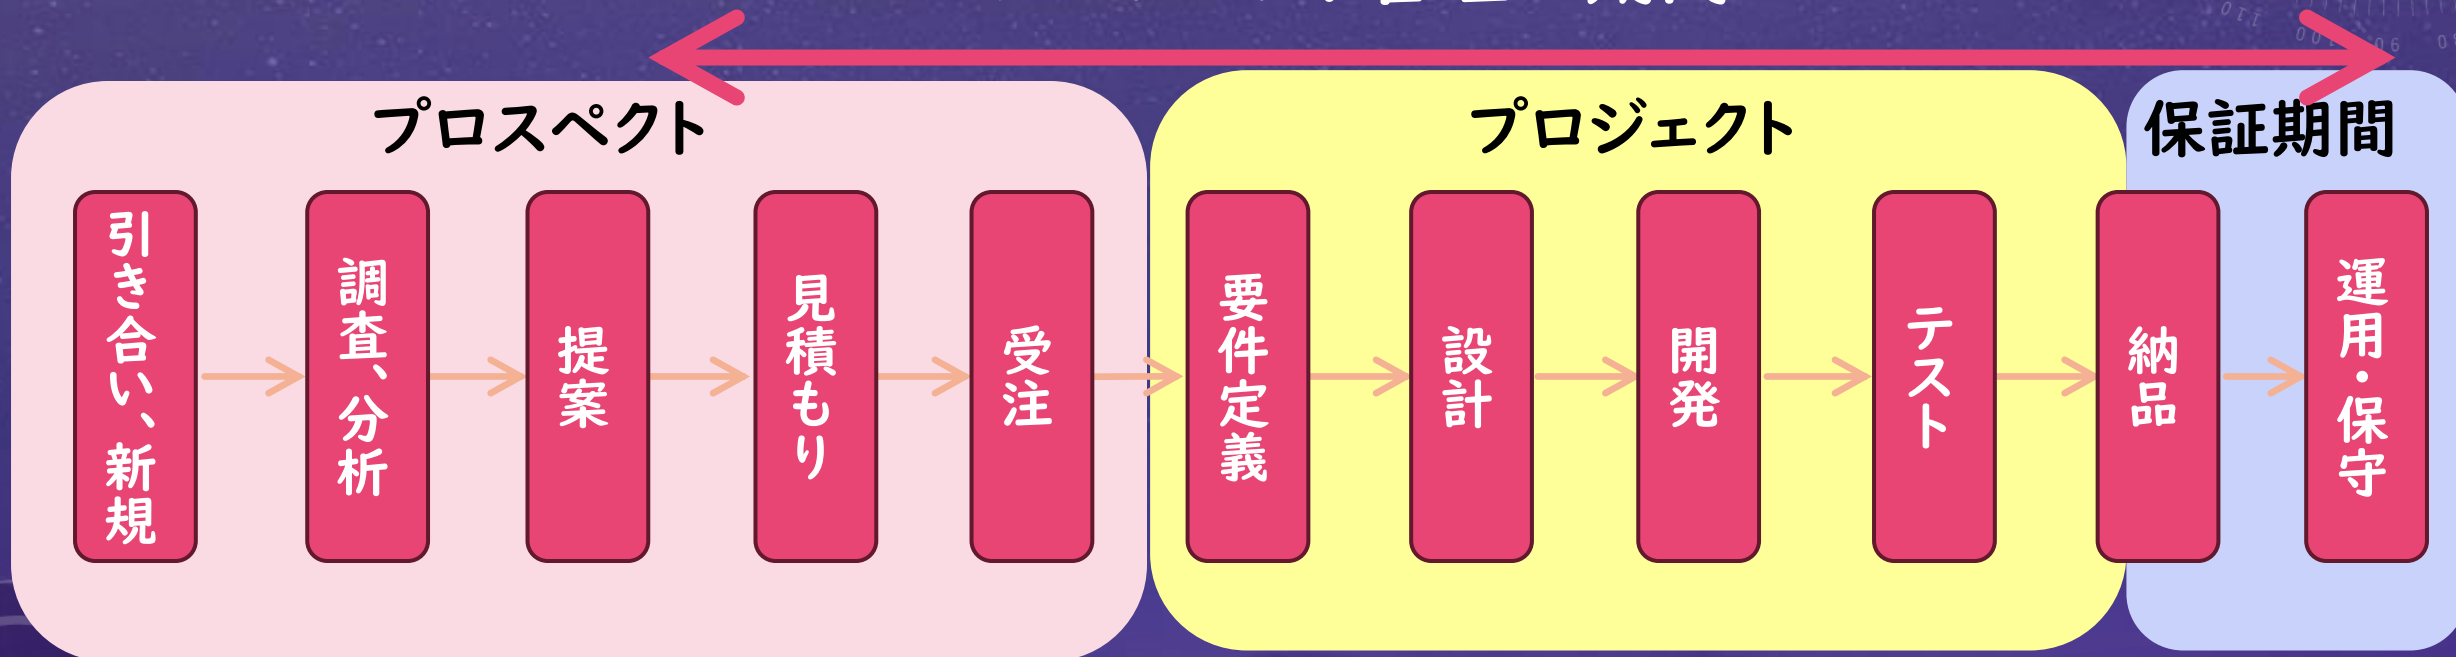 プロスペクト
プロジェクト
保証期間
引き合い、新規
調査、分析
提案
見積もり
受注
要件定義
設計
開発
テスト
納品
運用・保守